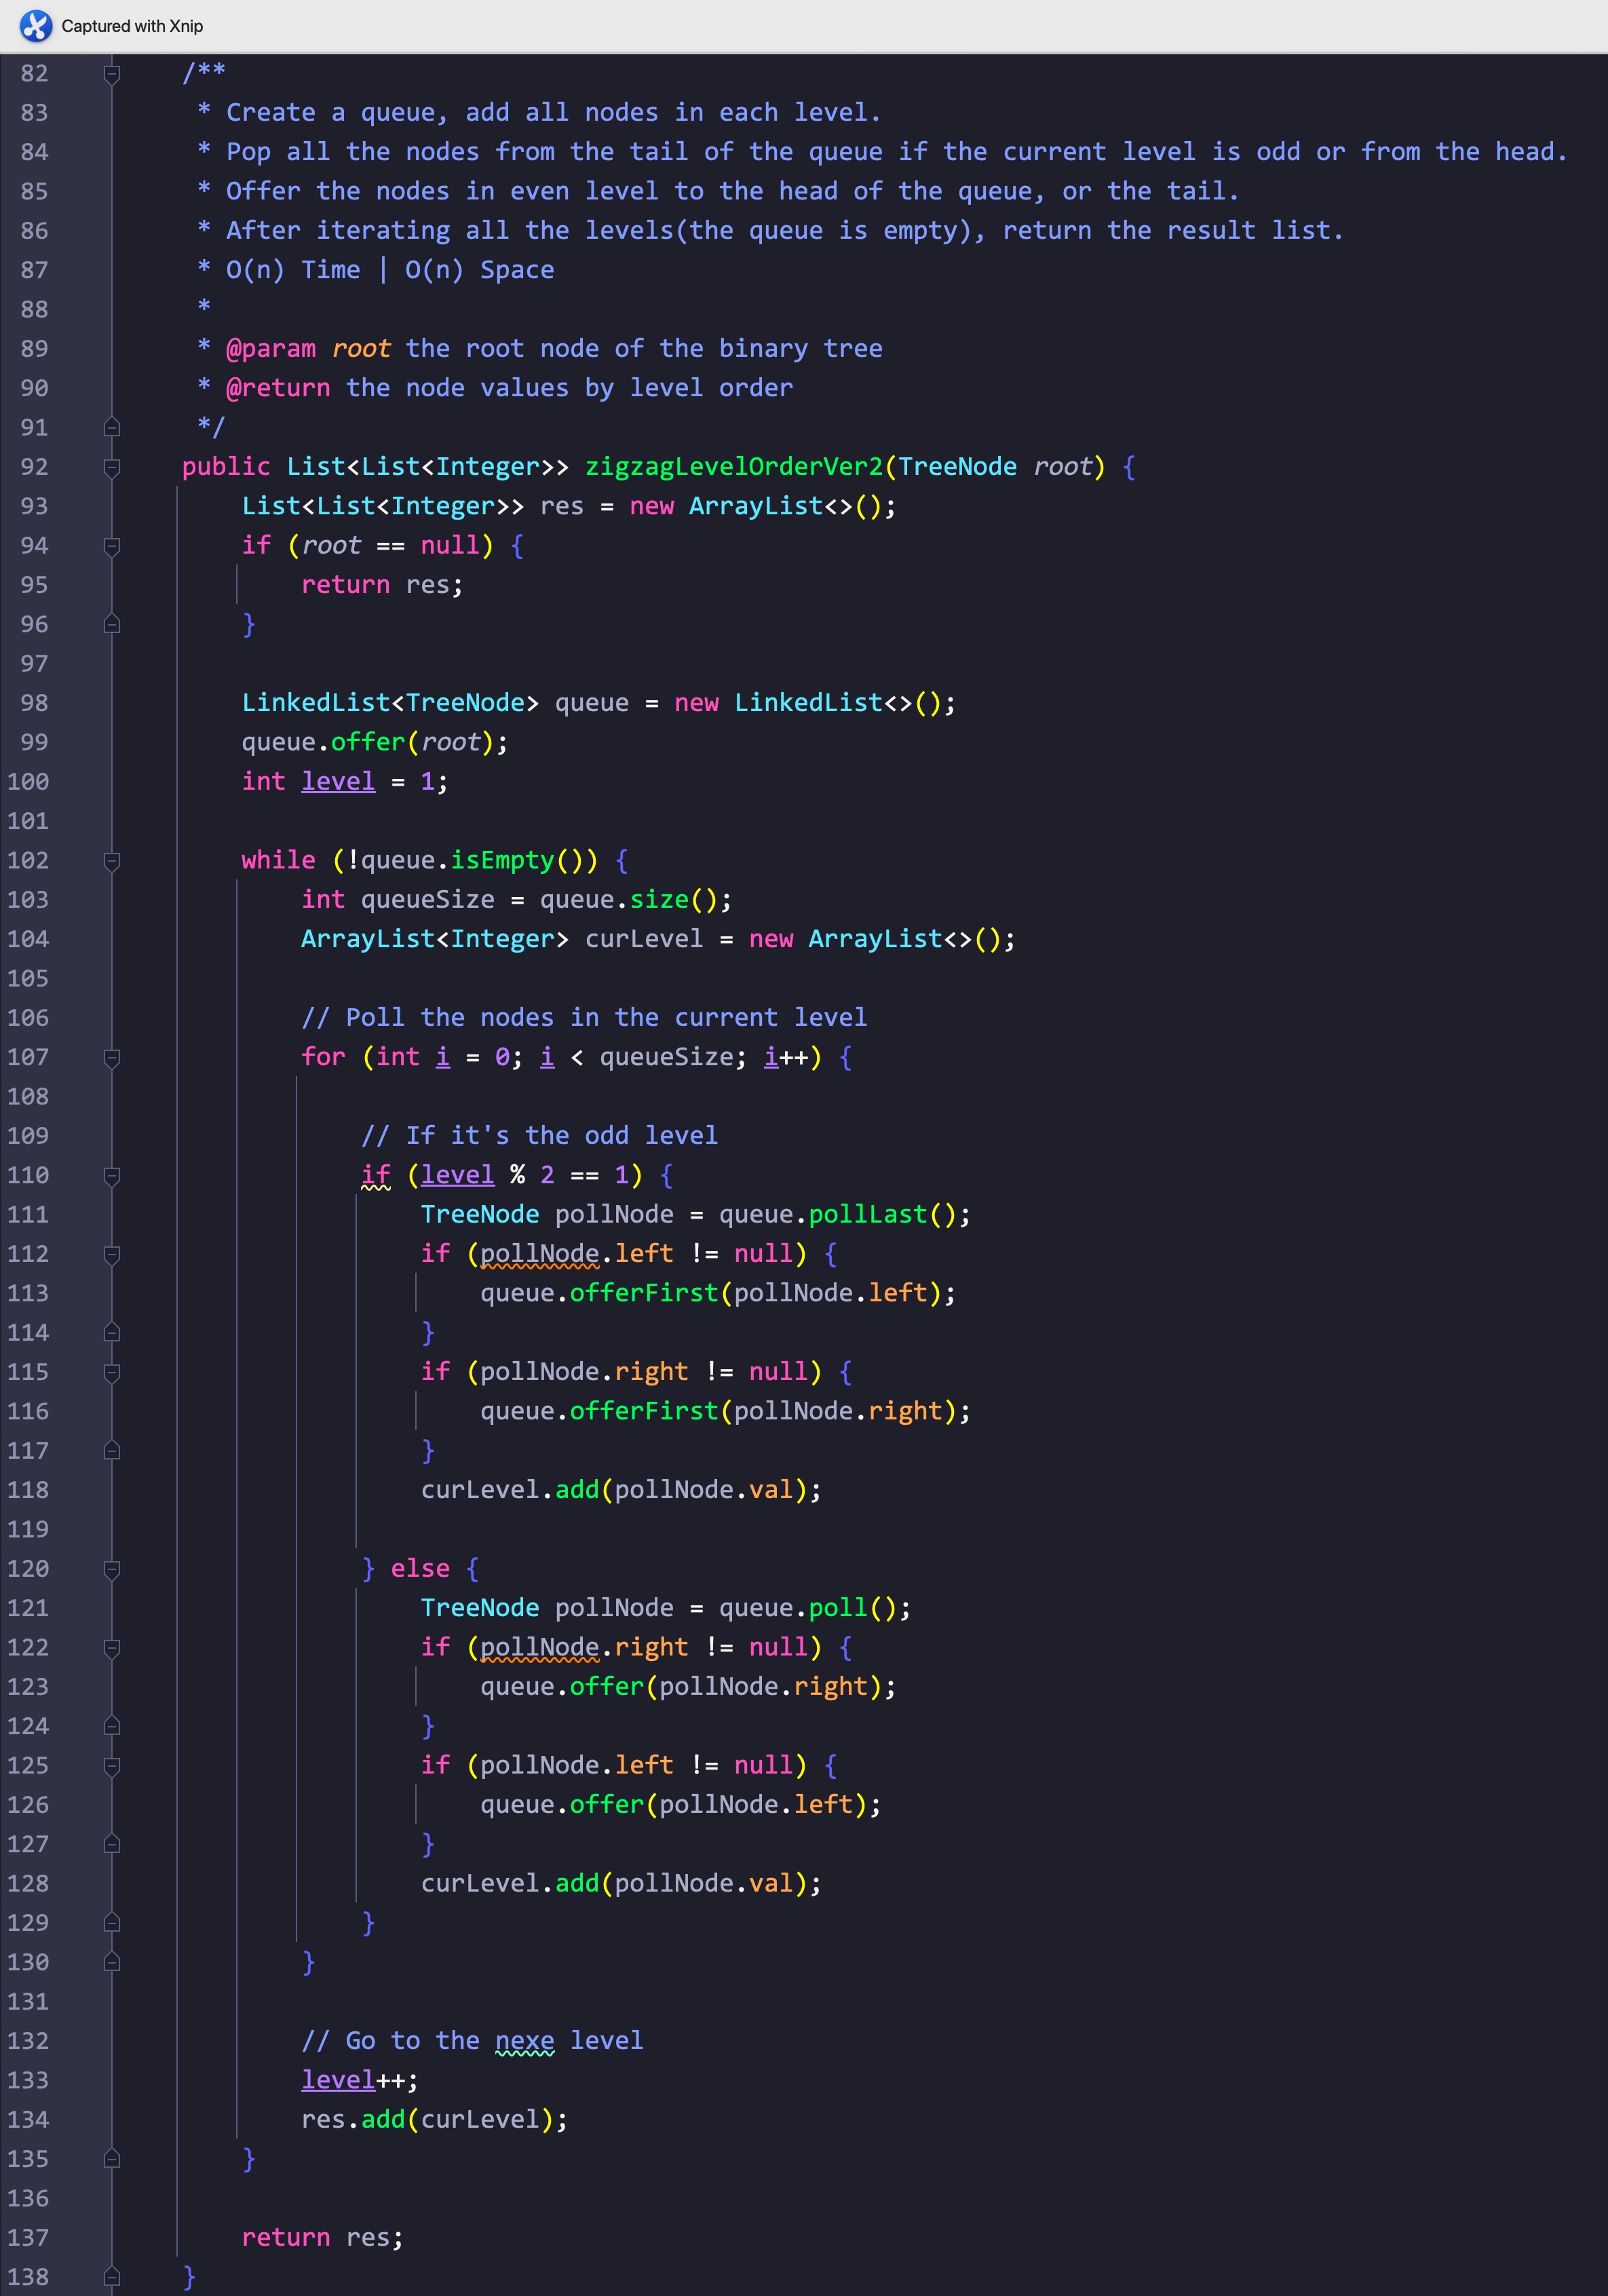 Captured with Xnip
82 /**
83 * Create a queue, add all nodes in each level.
84 * Pop all the nodes from the tail of the queue if the current level is odd or from the head.
85 * Offer the nodes in even level to the head of the queue, or the tail.
86 * After iterating all the levels(the queue is empty), return the result list.
87 * O(n) Time | O(n) Space
88 *
89 * @param root the root node of the binary tree
90 * @return the node values by level order
91 */
92 public List<List<Integer>> zigzagLevelOrderVer2(TreeNode root) {
93 List<List<Integer>> res = new ArrayList<>();
94 if (root == null) {
95 return res;
96 }
97
98 LinkedList<TreeNode> queue = new LinkedList<>();
99 queue.offer(root);
100 int level = 1;
101
102 while (!queue.isEmpty()) {
103 int queueSize = queue.size();
104 ArrayList<Integer> curLevel = new ArrayList<>();
105
106 // Poll the nodes in the current level
107 for (int i = 0; i < queueSize; i++) {
108
109 // If it's the odd level
110 if (level % 2 == 1) {
111 TreeNode pollNode = queue.pollLast();
112 if (pollNode.left != null) {
113 queue.offerFirst(pollNode.left);
114 }
115 if (pollNode.right != null) {
116 queue.offerFirst(pollNode.right);
117 }
118 curLevel.add(pollNode.val);
119
120 } else {
121 TreeNode pollNode = queue.poll();
122 if (pollNode.right != null) {
123 queue.offer(pollNode.right);
124 }
125 if (pollNode.left != null) {
126 queue.offer(pollNode.left);
127 }
128 curLevel.add(pollNode.val);
129 }
130 }
131
132 // Go to the nexe level
133 level++;
134 res.add(curLevel);
135 }
136
137 return res;
138 }